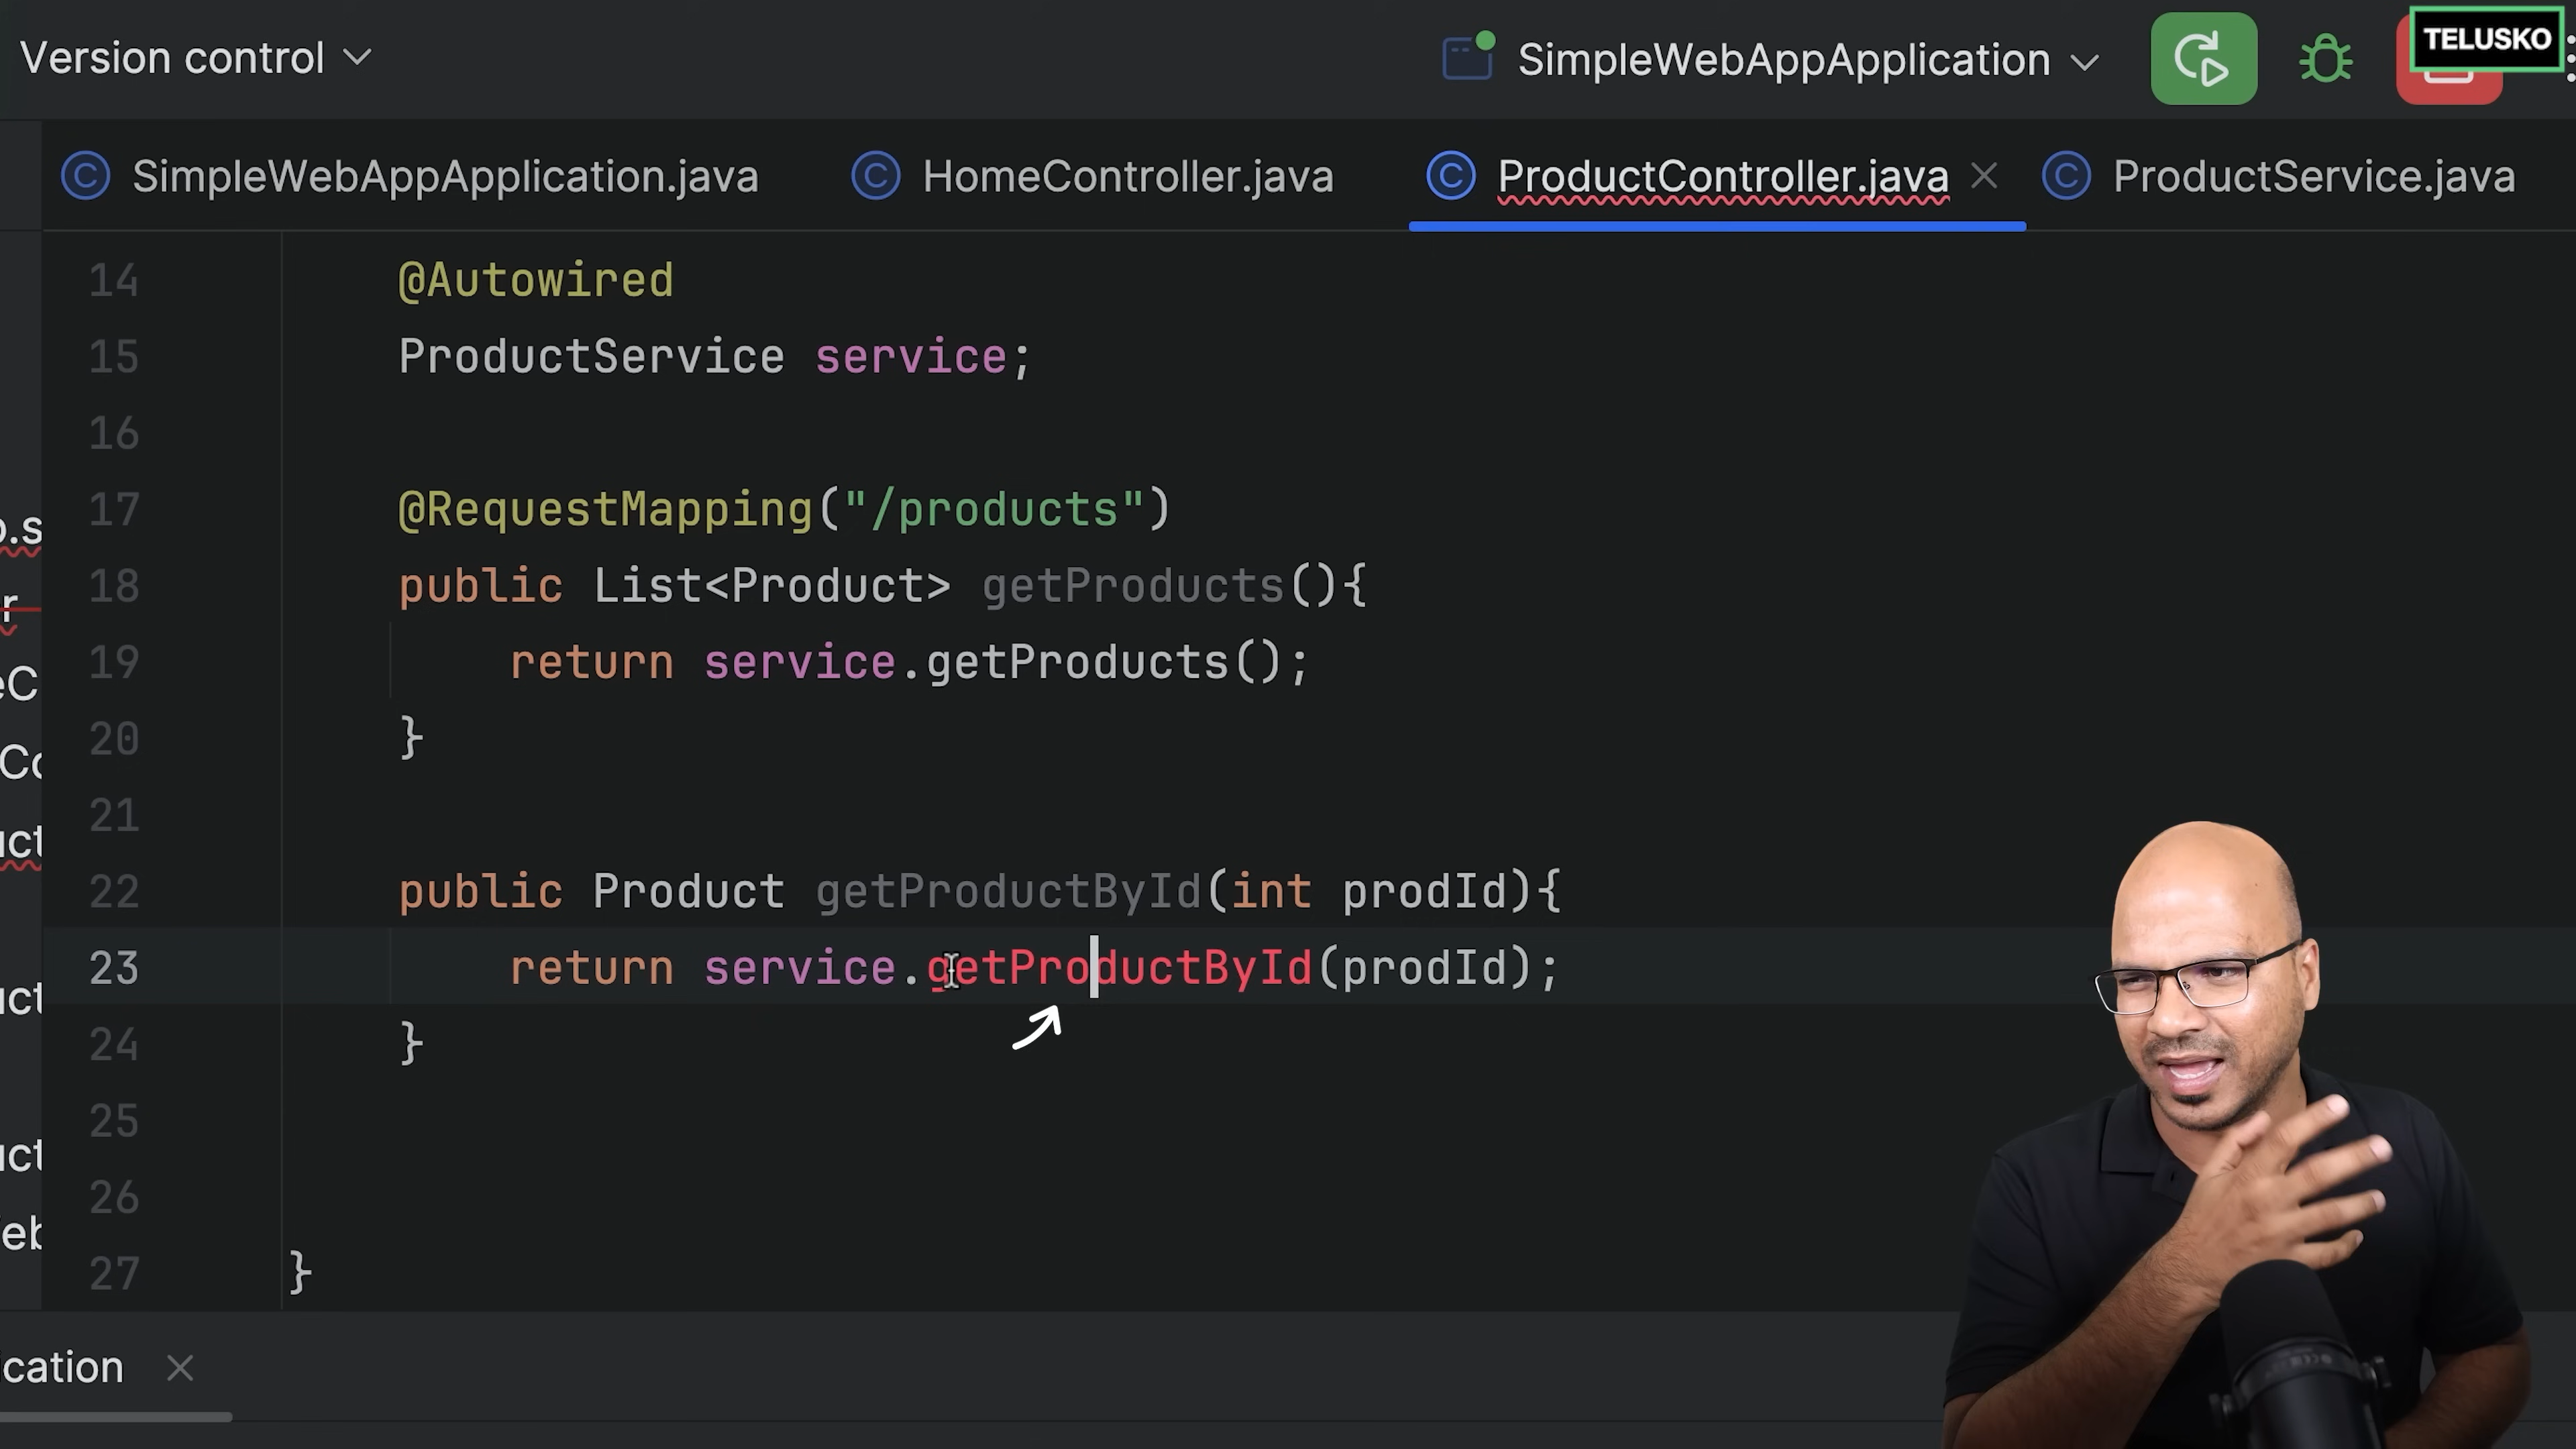 Version control
SimpleWebAppApplication
TELUSKO
SimpleWebAppApplication.java
HomeController.java
ProductController.java
ProductService.java
14 @Autowired
15 ProductService service;
16
17 @RequestMapping("/products")
18 public List<Product> getProducts(){
19 return service.getProducts();
20 }
21
22 public Product getProductById(int prodId){
23 return service.getProductById(prodId);
24 }
25
26
27 }
cation